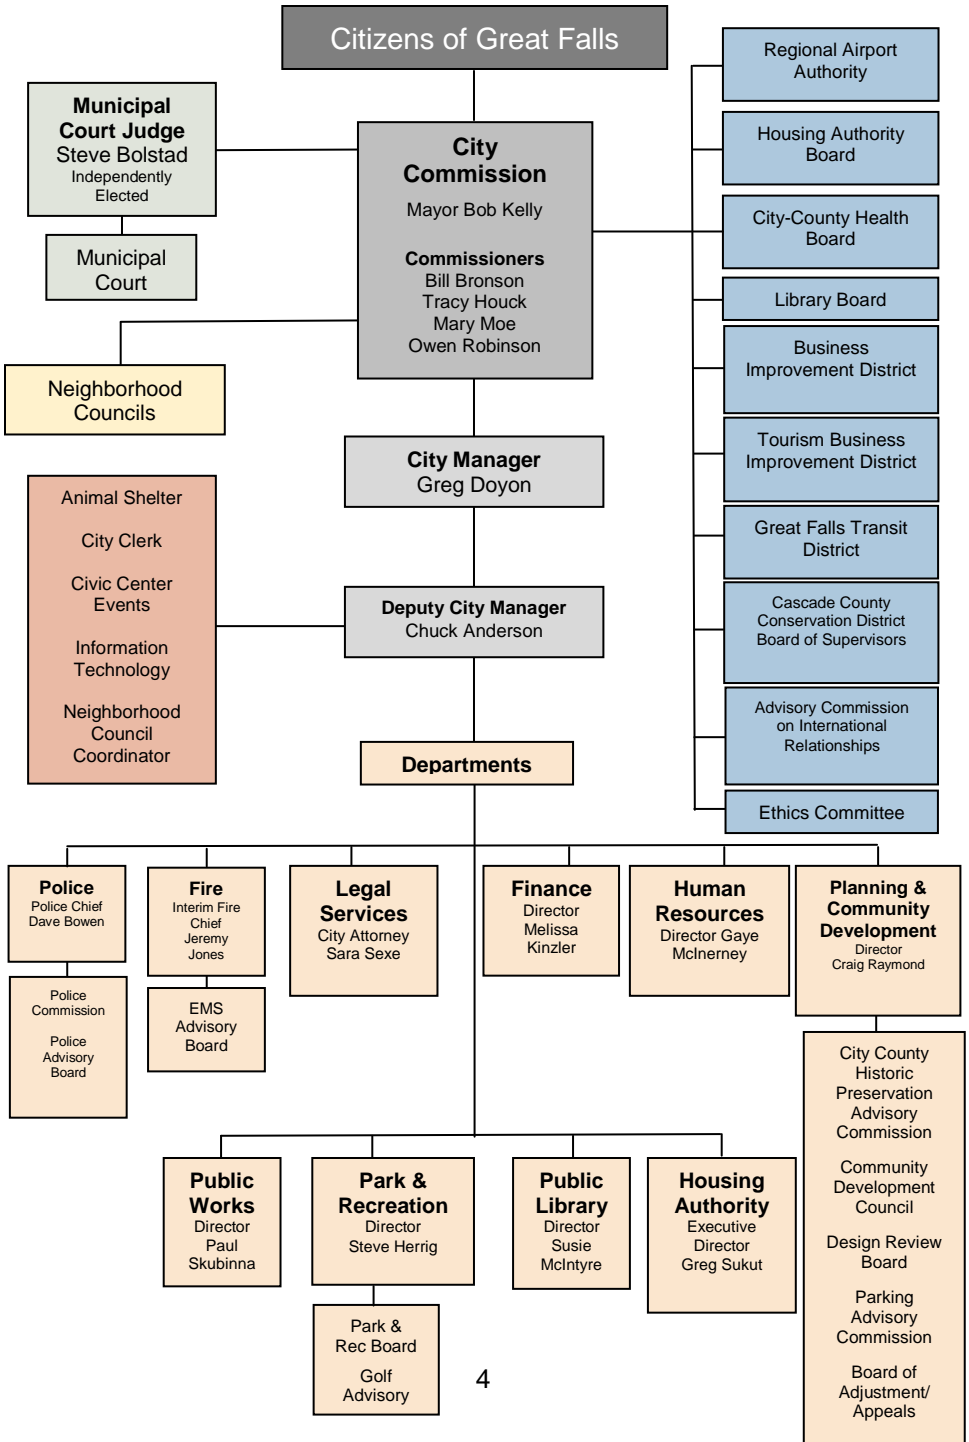 Citizens of Great Falls
Municipal
Court Judge
Steve Bolstad
Independently
Elected
Municipal
Court
City
Commission
Mayor Bob Kelly
Commissioners
Bill Bronson
Tracy Houck
Mary Moe
Owen Robinson
Neighborhood
Councils
City Manager
Greg Doyon
Deputy City Manager
Chuck Anderson
Animal Shelter
City Clerk
Civic Center
Events
Information
Technology
Neighborhood
Council
Coordinator
Regional Airport
Authority
Housing Authority
Board
City-County Health
Board
Library Board
Business
Improvement District
Tourism Business
Improvement District
Great Falls Transit
District
Cascade County
Conservation District
Board of Supervisors
Advisory Commission
on International
Relationships
Ethics Committee
Departments
Police
Police Chief
Dave Bowen
Police
Commission
Police
Advisory
Board
Fire
Interim Fire
Chief
Jeremy
Jones
EMS
Advisory
Board
Legal
Services
City Attorney
Sara Sexe
Finance
Director
Melissa
Kinzler
Human
Resources
Director Gaye
McInerney
Planning &
Community
Development
Director
Craig Raymond
City County
Historic
Preservation
Advisory
Commission
Community
Development
Council
Design Review
Board
Parking
Advisory
Commission
Board of
Adjustment/
Appeals
Public
Works
Director
Paul
Skubinna
Park &
Recreation
Director
Steve Herrig
Park &
Rec Board
Golf
Advisory
Public
Library
Director
Susie
McIntyre
Housing
Authority
Executive
Director
Greg Sukut
4